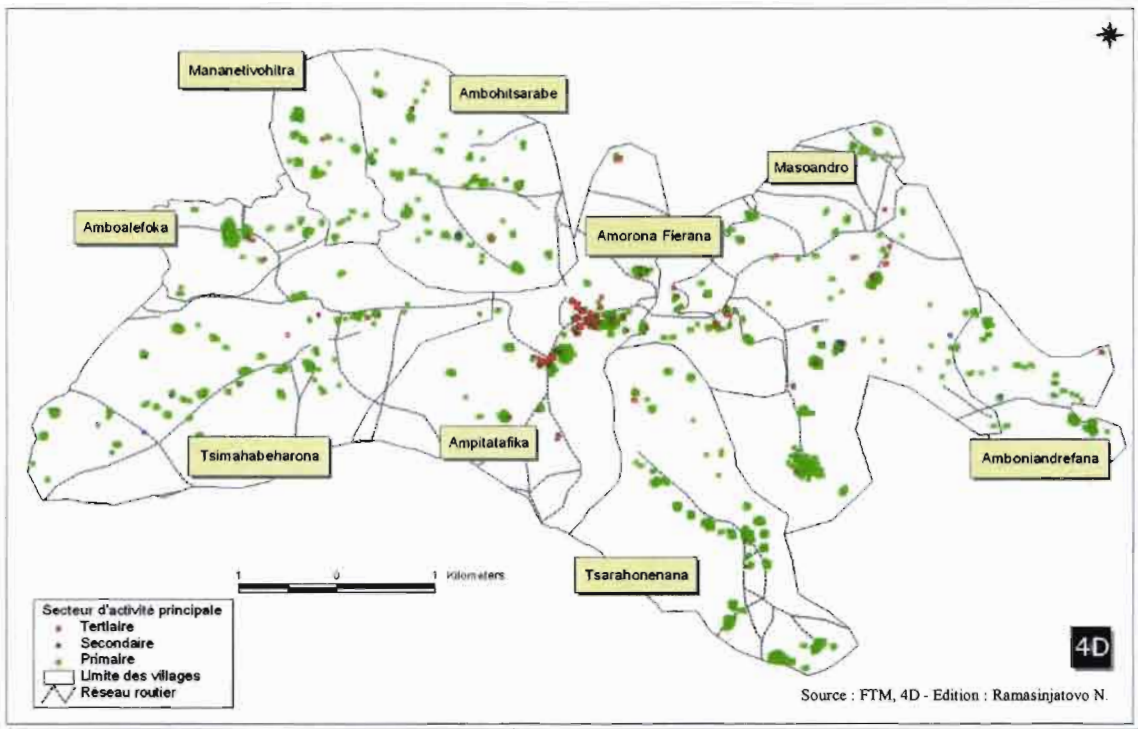 Mananetivohitra
Ambohitsarabe
Masoandro
Amboalefoka
Amorona Fierana
Tsimahabeharona
Ampitatafika
Amboniandrefana
Tsarahonenana
1 0 1 Kilometers
Secteur d'activité principale
Tertiaire
Secondaire
Primaire
Limite des villages
Réseau routier
4D
Source : FTM, 4D - Edition : Ramasinjatovo N.